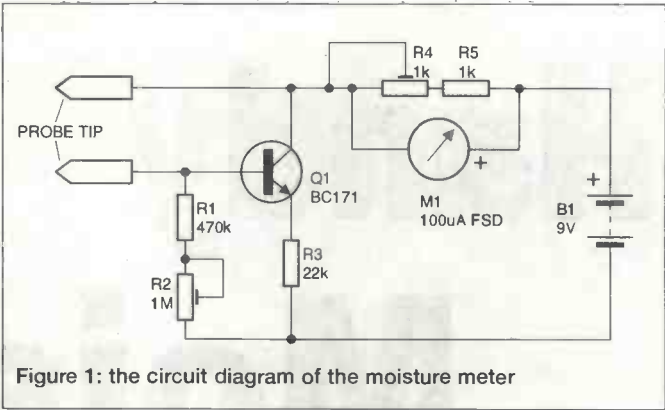 R4
1k
R5
1k
PROBE TIP
Q1
BC171
+
M1
100uA FSD
+
B1
9V
R1
470k
R3
22k
R2
1M
Figure 1: the circuit diagram of the moisture meter